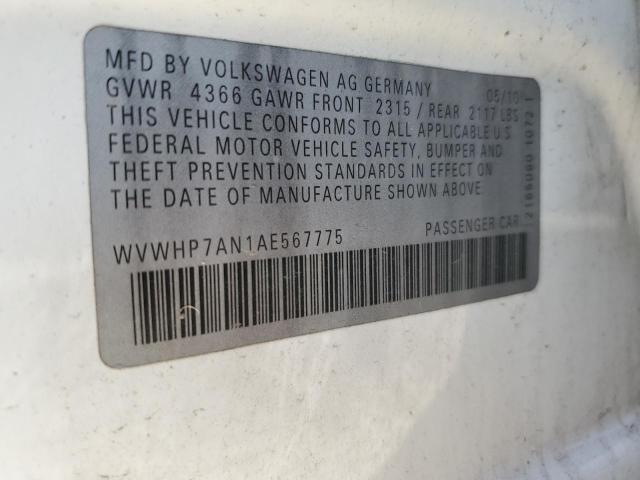 MFD BY VOLKSWAGEN AG GERMANY 05/10
GVWR 4366 GAWR FRONT 2315 / REAR 2117 LBS
THIS VEHICLE CONFORMS TO ALL APPLICABLE U.S.
FEDERAL MOTOR VEHICLE SAFETY, BUMPER AND
THEFT PREVENTION STANDARDS IN EFFECT ON
THE DATE OF MANUFACTURE SHOWN ABOVE.
WVWHP7AN1AE567775 PASSENGER CAR